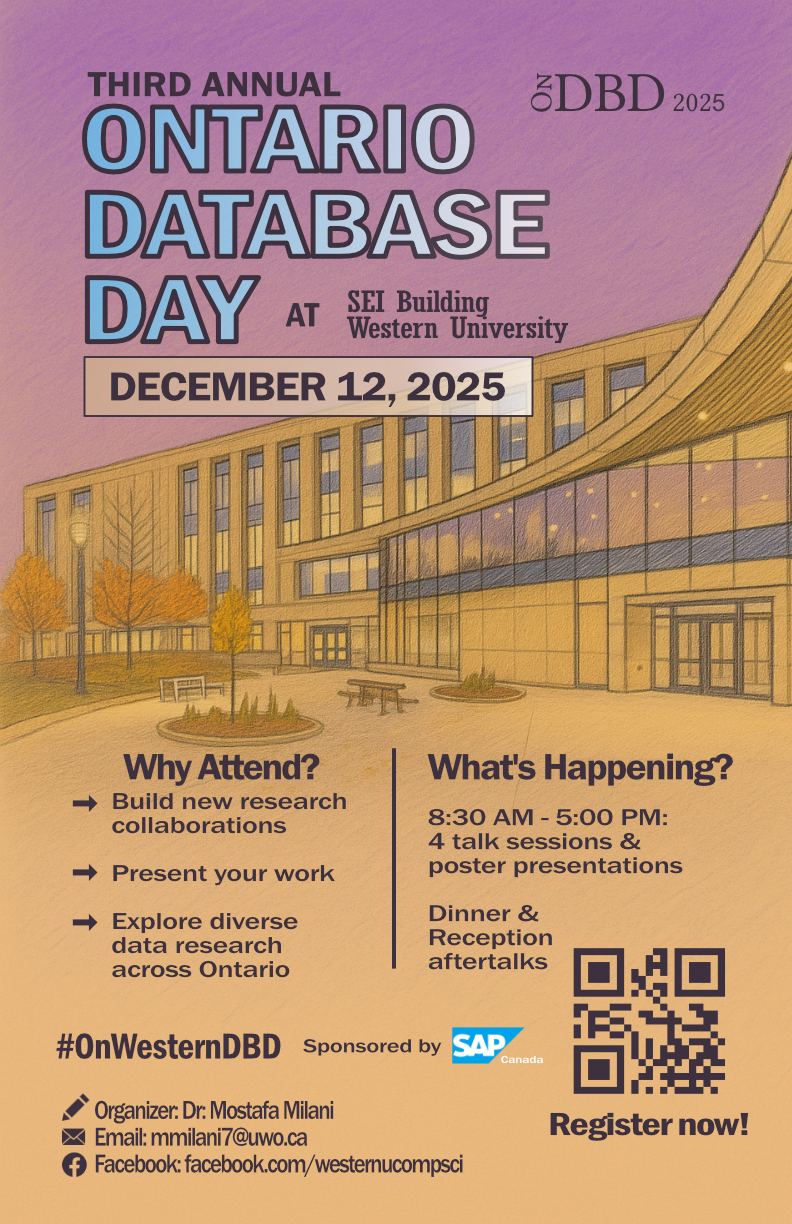 THIRD ANNUAL
ONTARIO
DATABASE
DAY
AT
SEI Building
Western University
ON DBD 2025
DECEMBER 12, 2025
Why Attend?
Build new research
collaborations
Present your work
Explore diverse
data research
across Ontario
What's Happening?
8:30 AM - 5:00 PM:
4 talk sessions &
poster presentations
Dinner &
Reception
aftertalks
#OnWesternDBD
Sponsored by
SAP
Canada
Register now!
Organizer: Dr. Mostafa Milani
Email: mmilani7@uwo.ca
Facebook: facebook.com/westernucompsci